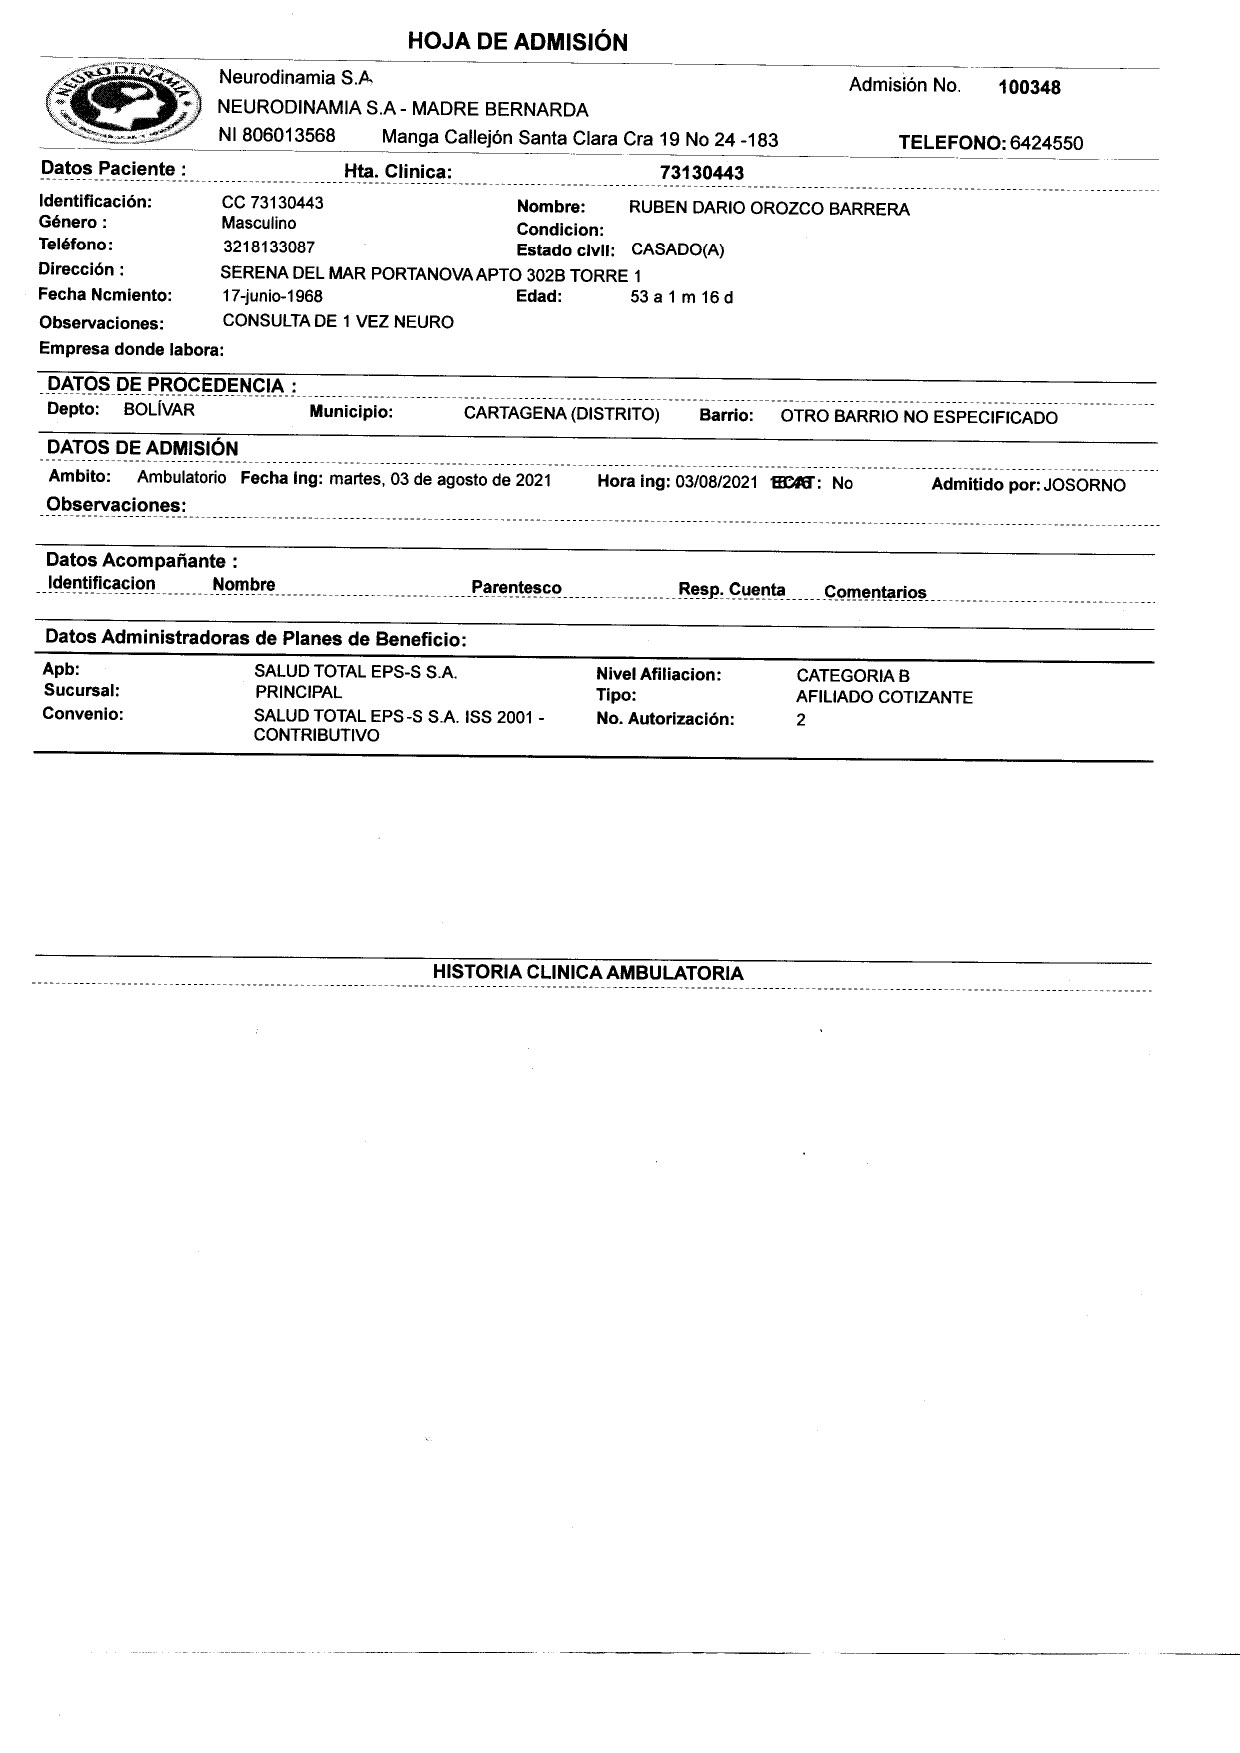 HOJA DE ADMISIÓN
NEURODINAMIA
Neurodinamia S.A.
Admisión No. 100348
NEURODINAMIA S.A - MADRE BERNARDA
NI 806013568 Manga Callejón Santa Clara Cra 19 No 24 -183 TELEFONO: 6424550
Datos Paciente : Hta. Clinica: 73130443
Identificación: CC 73130443 Nombre: RUBEN DARIO OROZCO BARRERA
Género : Masculino Condicion:
Teléfono: 3218133087 Estado civil: CASADO(A)
Dirección : SERENA DEL MAR PORTANOVA APTO 302B TORRE 1
Fecha Ncmiento: 17-junio-1968 Edad: 53 a 1 m 16 d
Observaciones: CONSULTA DE 1 VEZ NEURO
Empresa donde labora:
DATOS DE PROCEDENCIA :
Depto: BOLÍVAR Municipio: CARTAGENA (DISTRITO) Barrio: OTRO BARRIO NO ESPECIFICADO
DATOS DE ADMISIÓN
Ambito: Ambulatorio Fecha Ing: martes, 03 de agosto de 2021 Hora ing: 03/08/2021 : No Admitido por: JOSORNO
Observaciones:
Datos Acompañante :
Identificacion Nombre Parentesco Resp. Cuenta Comentarios
Datos Administradoras de Planes de Beneficio:
Apb: SALUD TOTAL EPS-S S.A. Nivel Afiliacion: CATEGORIA B
Sucursal: PRINCIPAL Tipo: AFILIADO COTIZANTE
Convenio: SALUD TOTAL EPS-S S.A. ISS 2001 - No. Autorización: 2
CONTRIBUTIVO
HISTORIA CLINICA AMBULATORIA